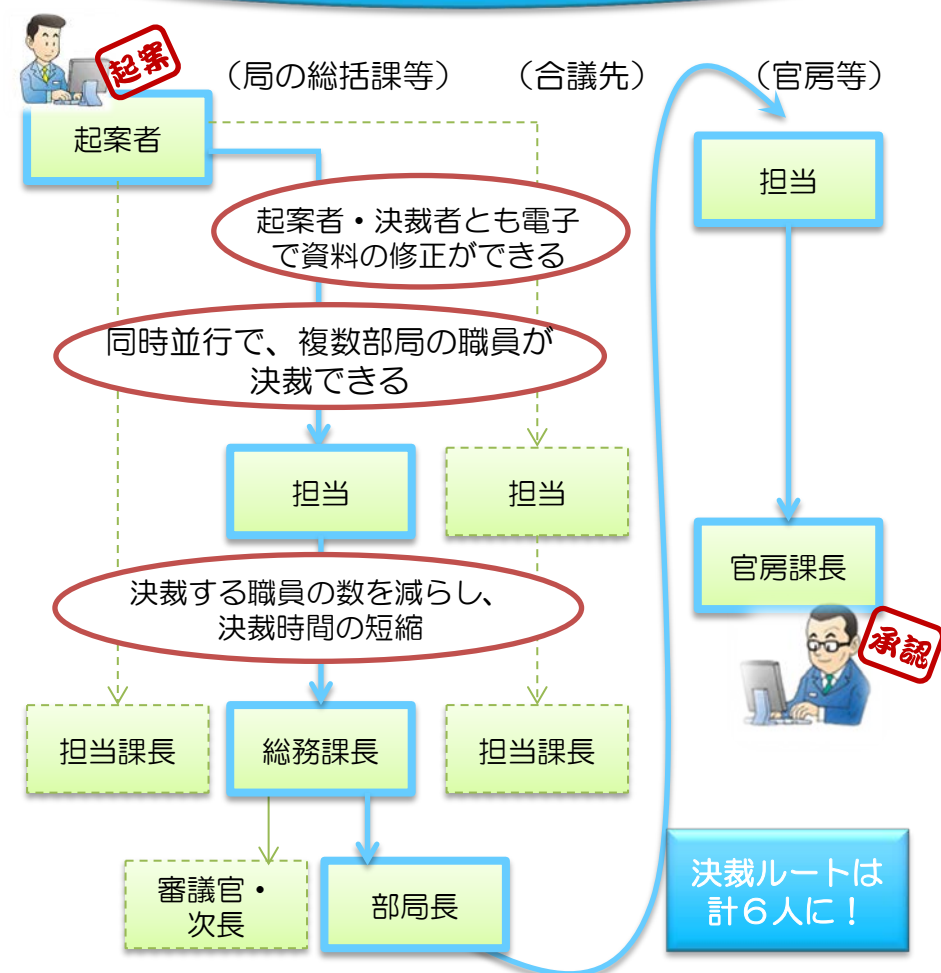 起案
（局の総括課等）
（合議先）
（官房等）
起案者
担当
起案者・決裁者とも電子
で資料の修正ができる
同時並行で、複数部局の職員が
決裁できる
担当
担当
官房課長
承認
決裁する職員の数を減らし、
決裁時間の短縮
担当課長
総務課長
担当課長
審議官・
次長
部局長
決裁ルートは
計６人に！